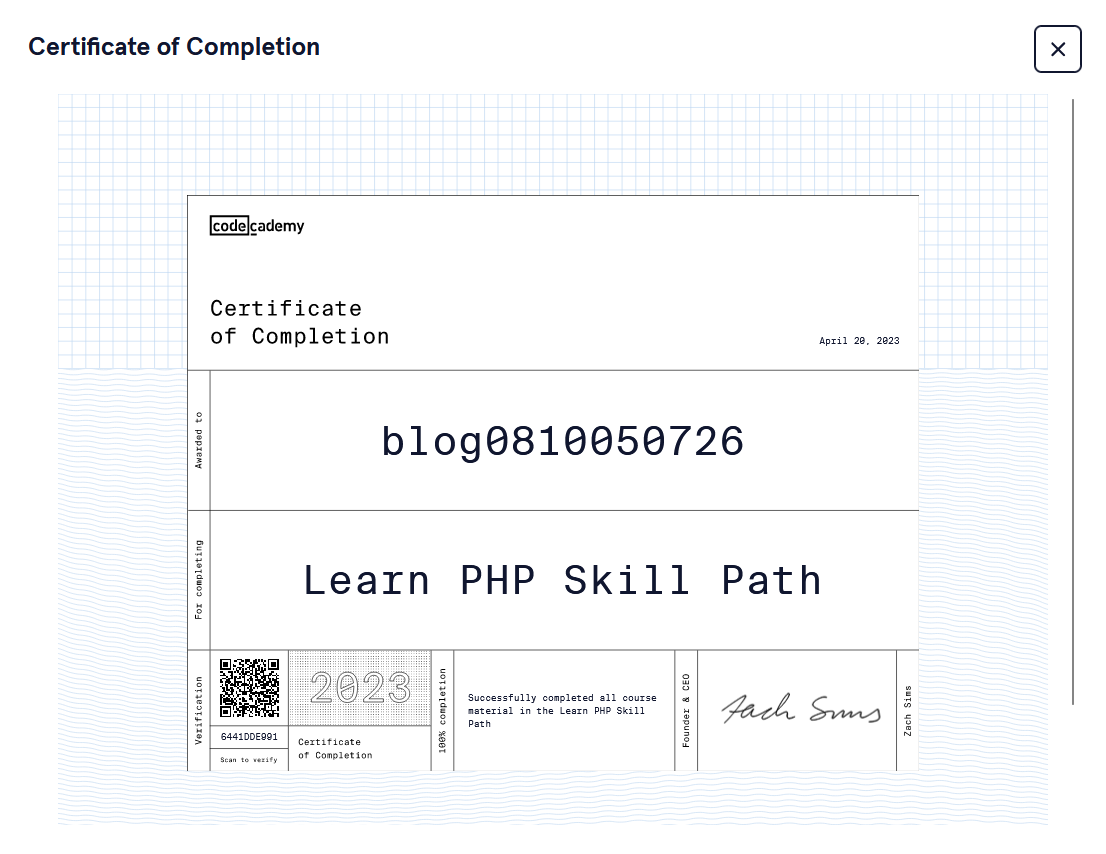 Certificate of Completion
codecademy
Certificate
of Completion
April 20, 2023
Awarded to
blog0810050726
For completing
Learn PHP Skill Path
Verification
6441DDE091
Scan to verify
2023
Certificate
of Completion
100% completion
Successfully completed all course
material in the Learn PHP Skill
Path
Founder & CEO
Zach Sims
Zach Sims